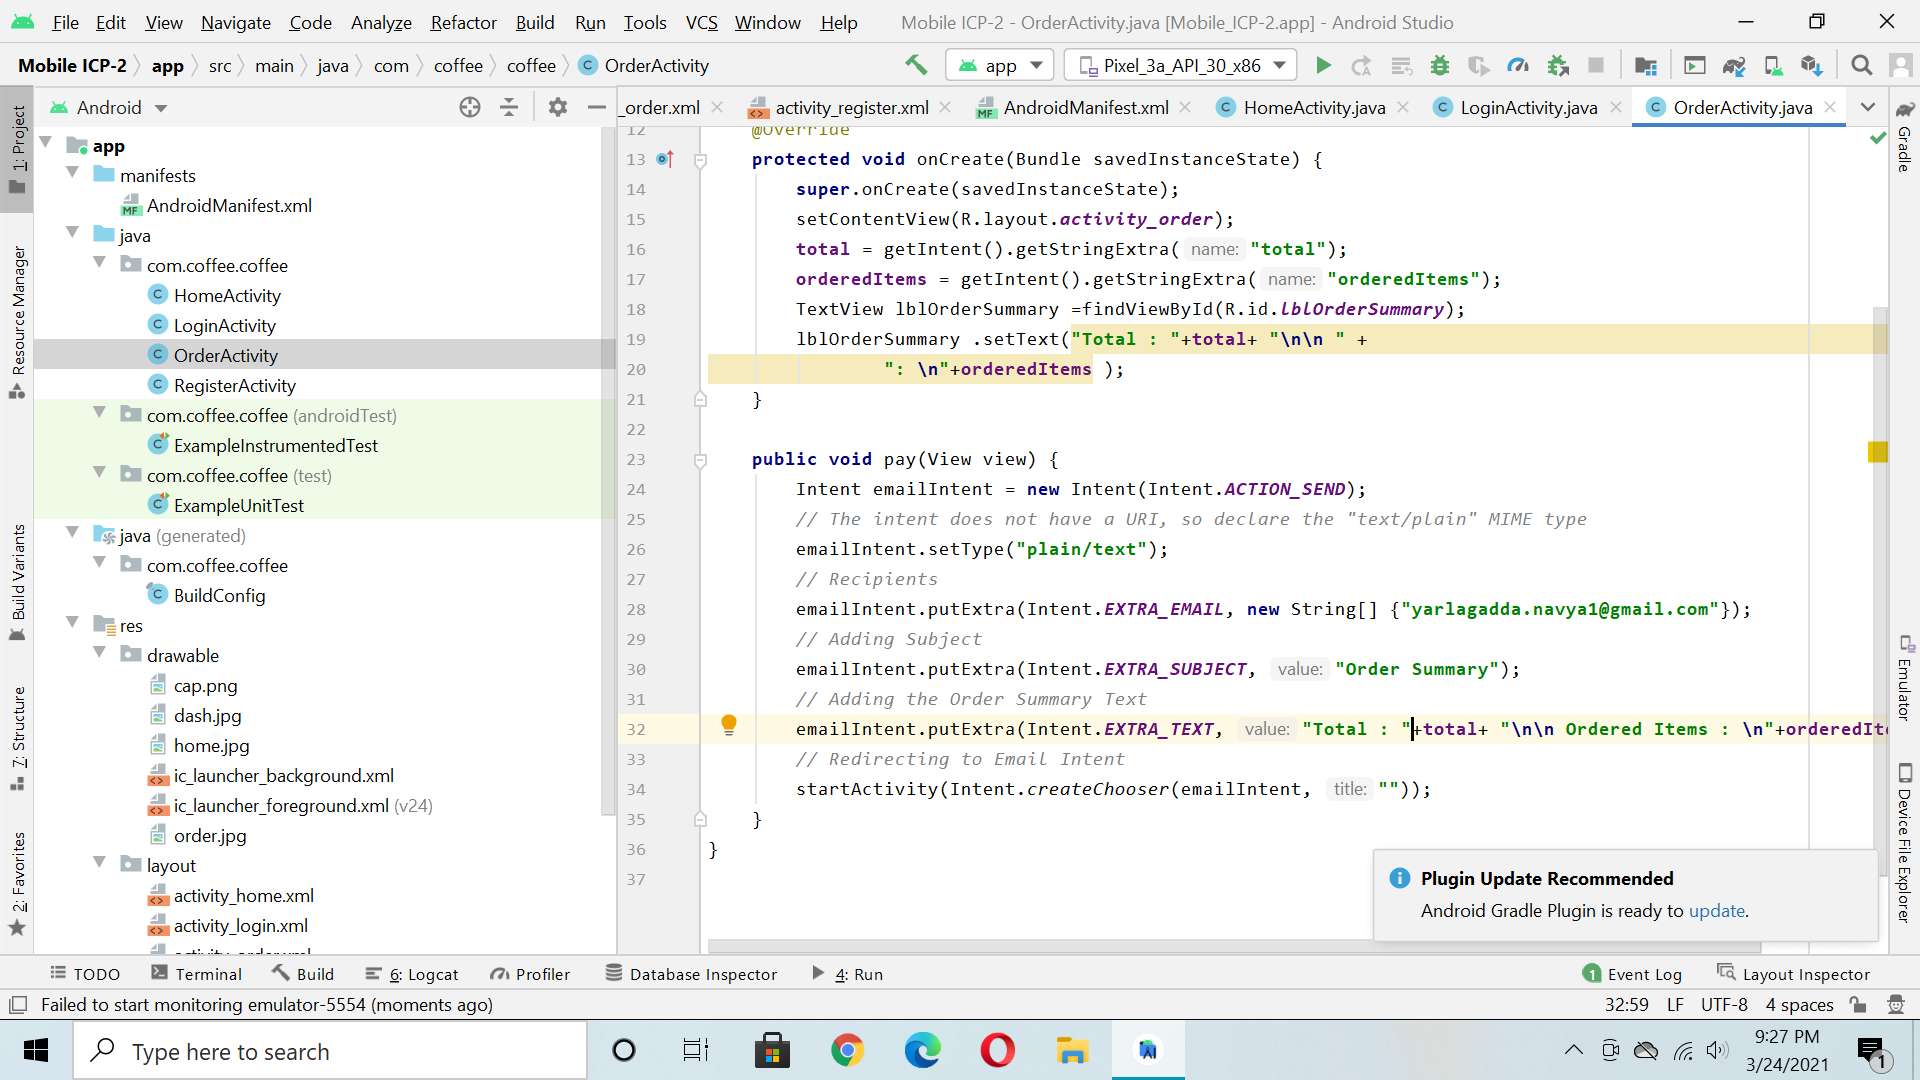 File Edit View Navigate Code Analyze Refactor Build Run Tools VCS Window Help Mobile ICP-2 - OrderActivity.java [Mobile_ICP-2.app] - Android Studio
Mobile ICP-2 app src main java com coffee coffee OrderActivity app Pixel_3a_API_30_x86
Android _order.xml activity_register.xml AndroidManifest.xml HomeActivity.java LoginActivity.java OrderActivity.java
1: Project
Resource Manager
Build Variants
7: Structure
2: Favorites
app
manifests
AndroidManifest.xml
java
com.coffee.coffee
HomeActivity
LoginActivity
OrderActivity
RegisterActivity
com.coffee.coffee (androidTest)
ExampleInstrumentedTest
com.coffee.coffee (test)
ExampleUnitTest
java (generated)
com.coffee.coffee
BuildConfig
res
drawable
cap.png
dash.jpg
home.jpg
ic_launcher_background.xml
ic_launcher_foreground.xml (v24)
order.jpg
layout
activity_home.xml
activity_login.xml
12 @Override
13 protected void onCreate(Bundle savedInstanceState) {
14 super.onCreate(savedInstanceState);
15 setContentView(R.layout.activity_order);
16 total = getIntent().getStringExtra( name: "total");
17 orderedItems = getIntent().getStringExtra( name: "orderedItems");
18 TextView lblOrderSummary =findViewById(R.id.lblOrderSummary);
19 lblOrderSummary .setText("Total : "+total+ "\n\n " +
20 ": \n"+orderedItems );
21 }
22
23 public void pay(View view) {
24 Intent emailIntent = new Intent(Intent.ACTION_SEND);
25 // The intent does not have a URI, so declare the "text/plain" MIME type
26 emailIntent.setType("plain/text");
27 // Recipients
28 emailIntent.putExtra(Intent.EXTRA_EMAIL, new String[] {"yarlagadda.navya1@gmail.com"});
29 // Adding Subject
30 emailIntent.putExtra(Intent.EXTRA_SUBJECT, value: "Order Summary");
31 // Adding the Order Summary Text
32 emailIntent.putExtra(Intent.EXTRA_TEXT, value: "Total : "+total+ "\n\n Ordered Items : \n"+orderedIt
33 // Redirecting to Email Intent
34 startActivity(Intent.createChooser(emailIntent, title: ""));
35 }
36 }
37
Gradle
Emulator
Device File Explorer
Plugin Update Recommended
Android Gradle Plugin is ready to update.
TODO Terminal Build 6: Logcat Profiler Database Inspector 4: Run 1 Event Log Layout Inspector
Failed to start monitoring emulator-5554 (moments ago) 32:59 LF UTF-8 4 spaces
Type here to search
9:27 PM
3/24/2021
1